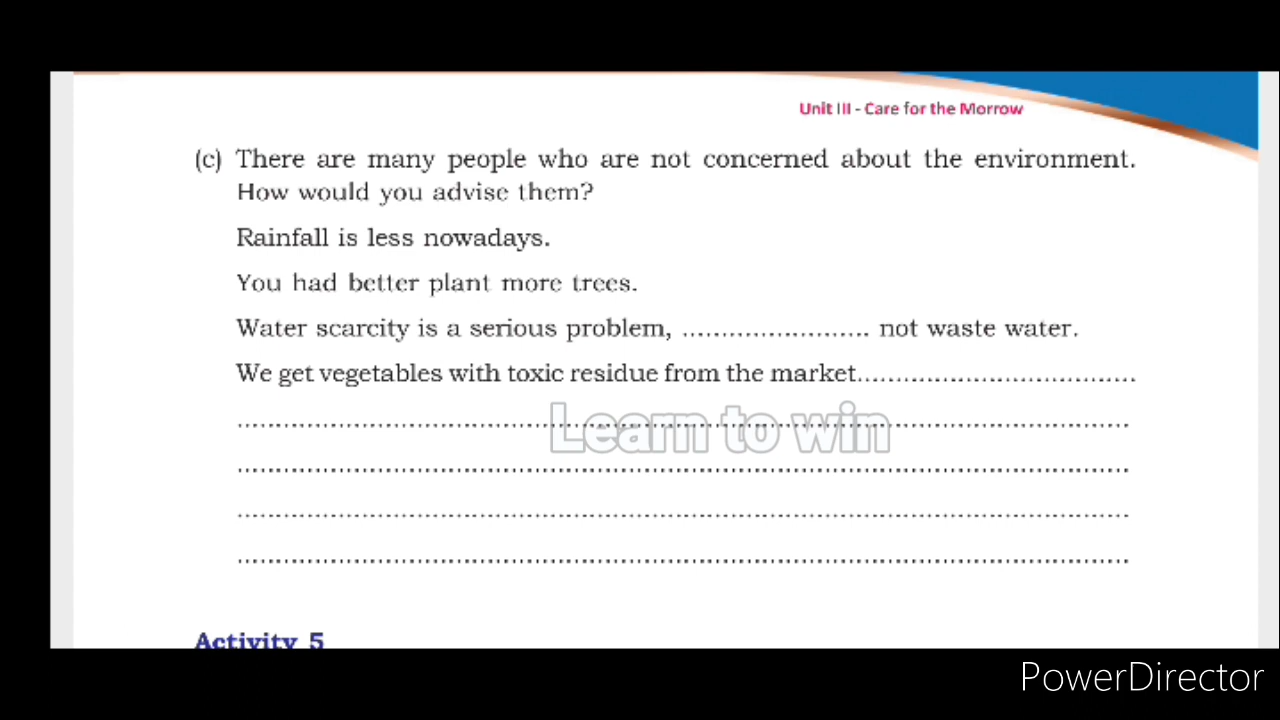 Unit III - Care for the Morrow
(c) There are many people who are not concerned about the environment.
How would you advise them?
Rainfall is less nowadays.
You had better plant more trees.
Water scarcity is a serious problem, ........................ not waste water.
We get vegetables with toxic residue from the market...................................
Learn to win
Activity 5
PowerDirector